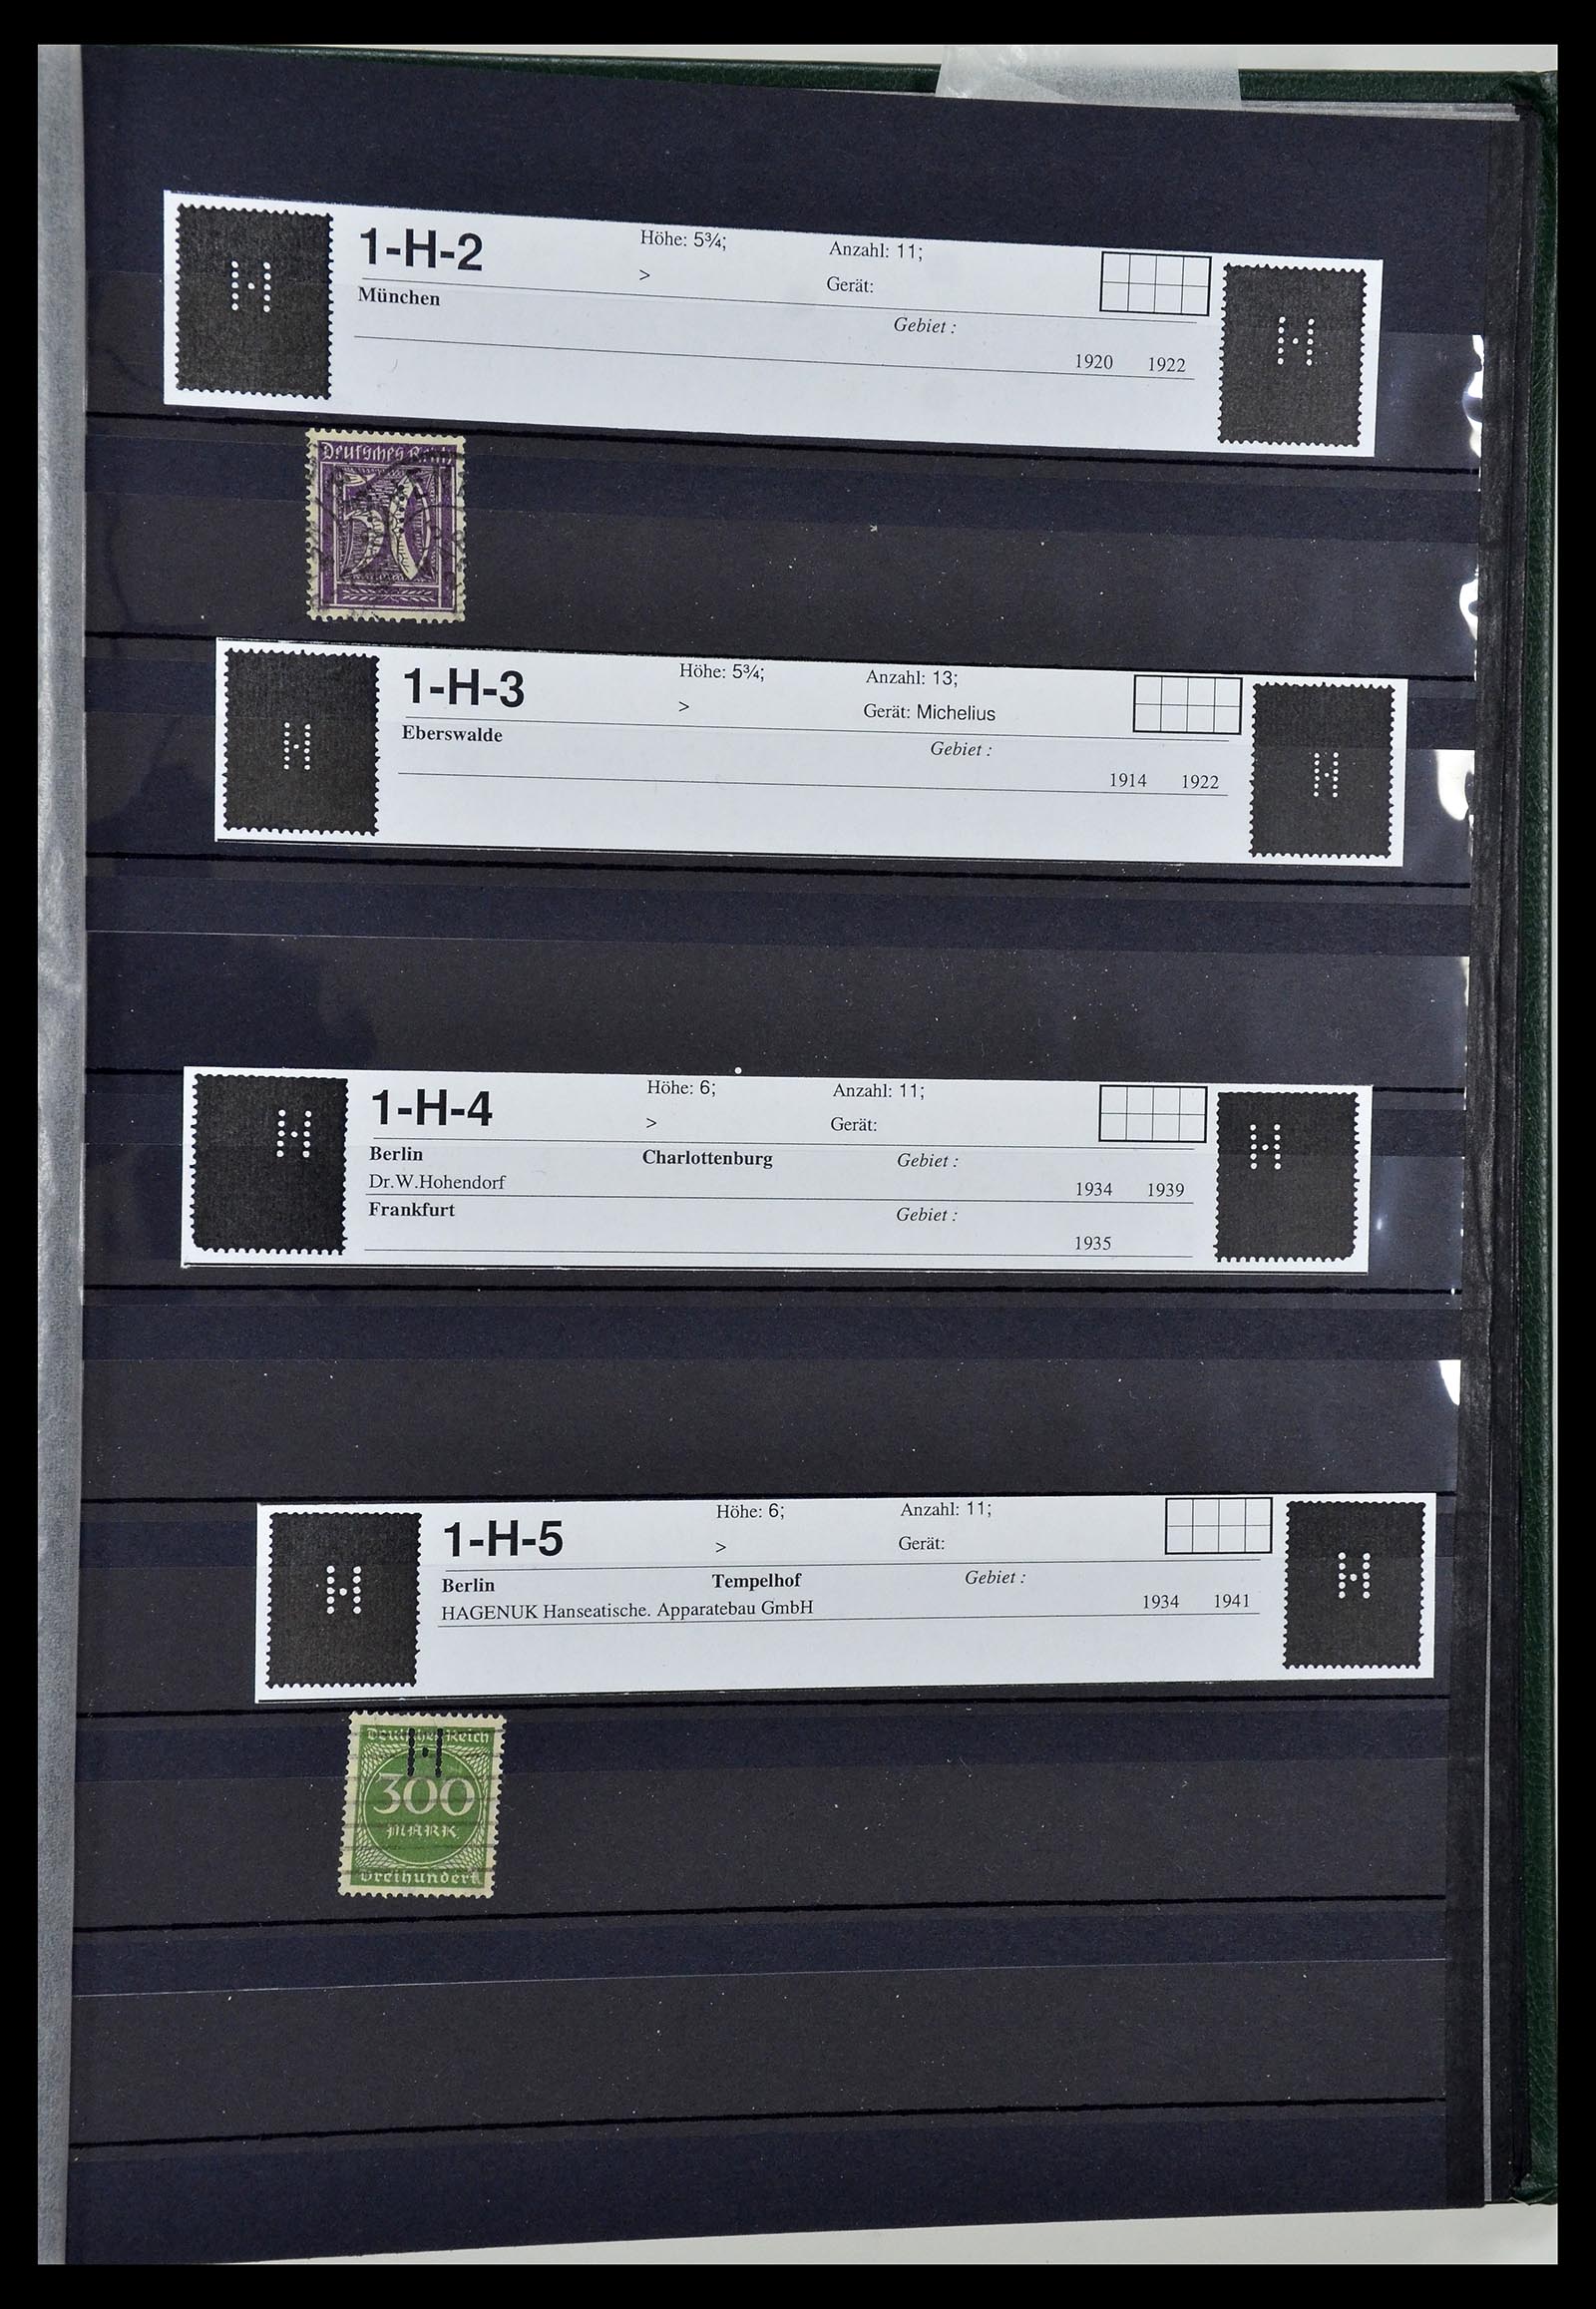 H
1-H-2 Höhe: 5¾; Anzahl: 11;
> Gerät:
München
Gebiet :
1920 1922
H
Deutsches Reich
50
H
1-H-3 Höhe: 5¾; Anzahl: 13;
> Gerät: Michelius
Eberswalde
Gebiet :
1914 1922
H
H
1-H-4 Höhe: 6; Anzahl: 11;
> Gerät:
Berlin Charlottenburg Gebiet :
Dr.W.Hohendorf 1934 1939
Frankfurt Gebiet :
1935
H
H
1-H-5 Höhe: 6; Anzahl: 11;
> Gerät:
Berlin Tempelhof Gebiet :
HAGENUK Hanseatische. Apparatebau GmbH 1934 1941
H
Deutsches Reich
H
300
MARK
Dreihundert